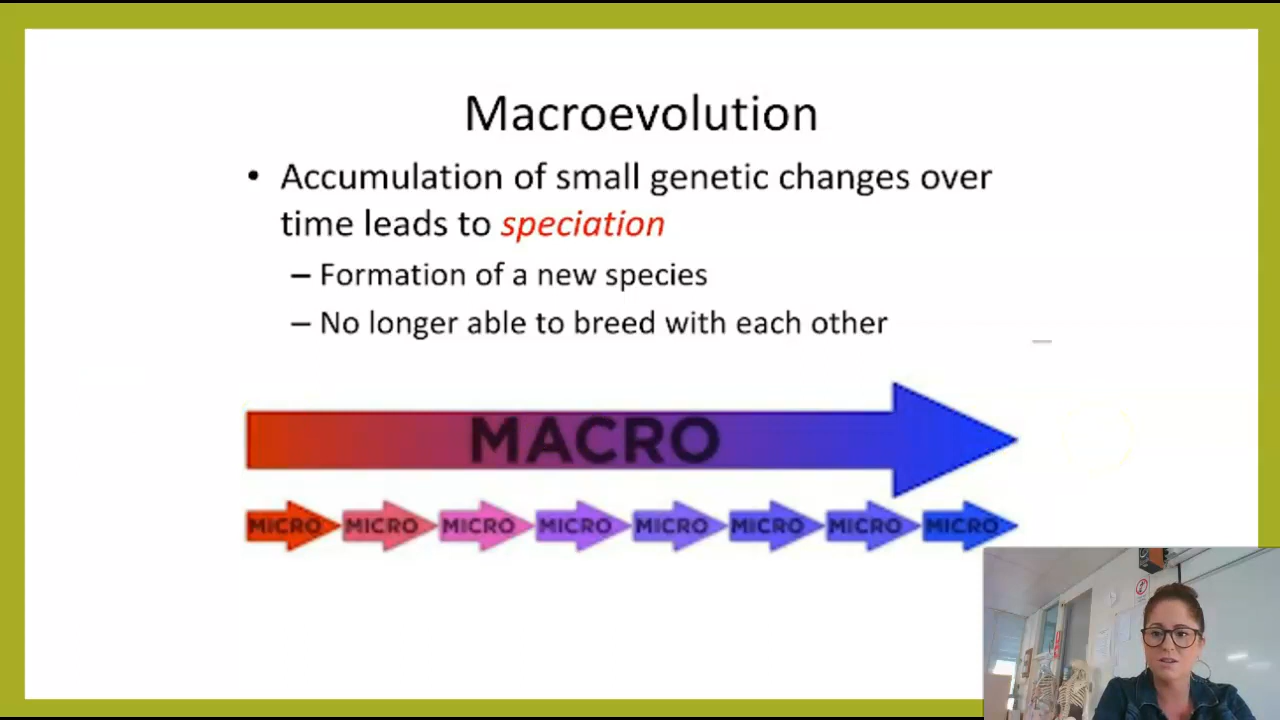 Macroevolution
• Accumulation of small genetic changes over
time leads to speciation
– Formation of a new species
– No longer able to breed with each other
MACRO
MICRO MICRO MICRO MICRO MICRO MICRO MICRO MICRO